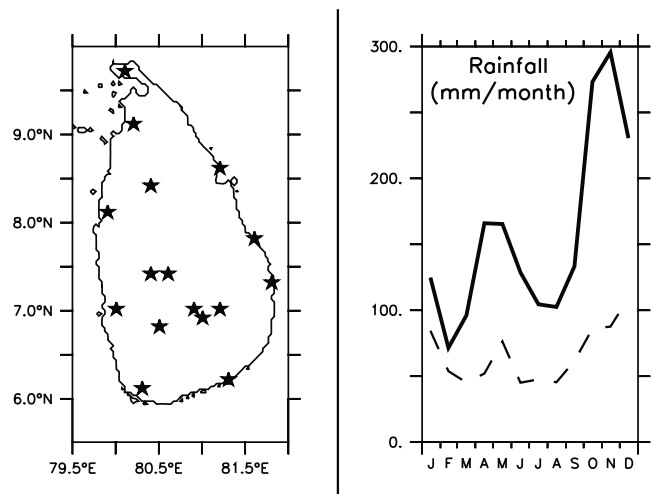 9.0°N
8.0°N
7.0°N
6.0°N
79.5°E 80.5°E 81.5°E
Rainfall
(mm/month)
300.
200.
100.
0.
J F M A M J J A S O N D